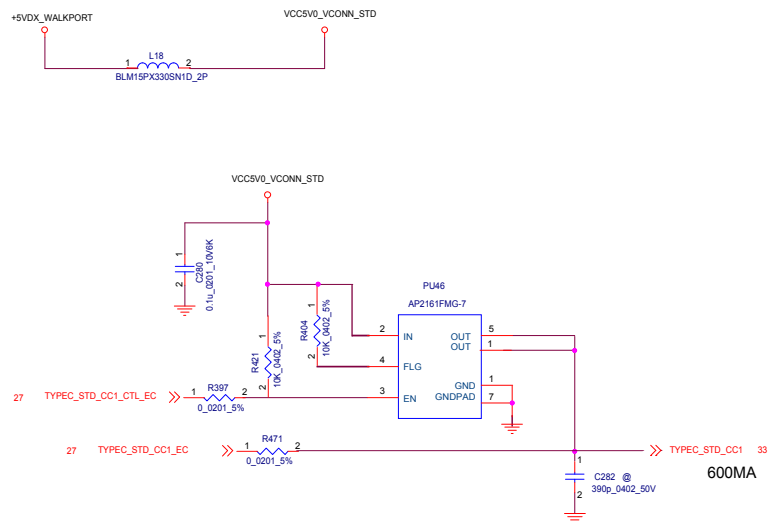 +5VDX_WALKPORT
VCC5V0_VCONN_STD
L18
1 2
BLM15PX330SN1D_2P
VCC5V0_VCONN_STD
1
2
C280
0.1u_0201_10V6K
PU46
AP2161FMG-7
1
R404
10K_0402_5%
2
1
R421
10K_0402_5%
2
2 IN
OUT 5
OUT 1
4 FLG
GND 1
3 EN
GNDPAD 7
27 TYPEC_STD_CC1_CTL_EC
1 R397 2
0_0201_5%
27 TYPEC_STD_CC1_EC
1 R471 2
0_0201_5%
TYPEC_STD_CC1 33
600MA
1
C282 @
390p_0402_50V
2